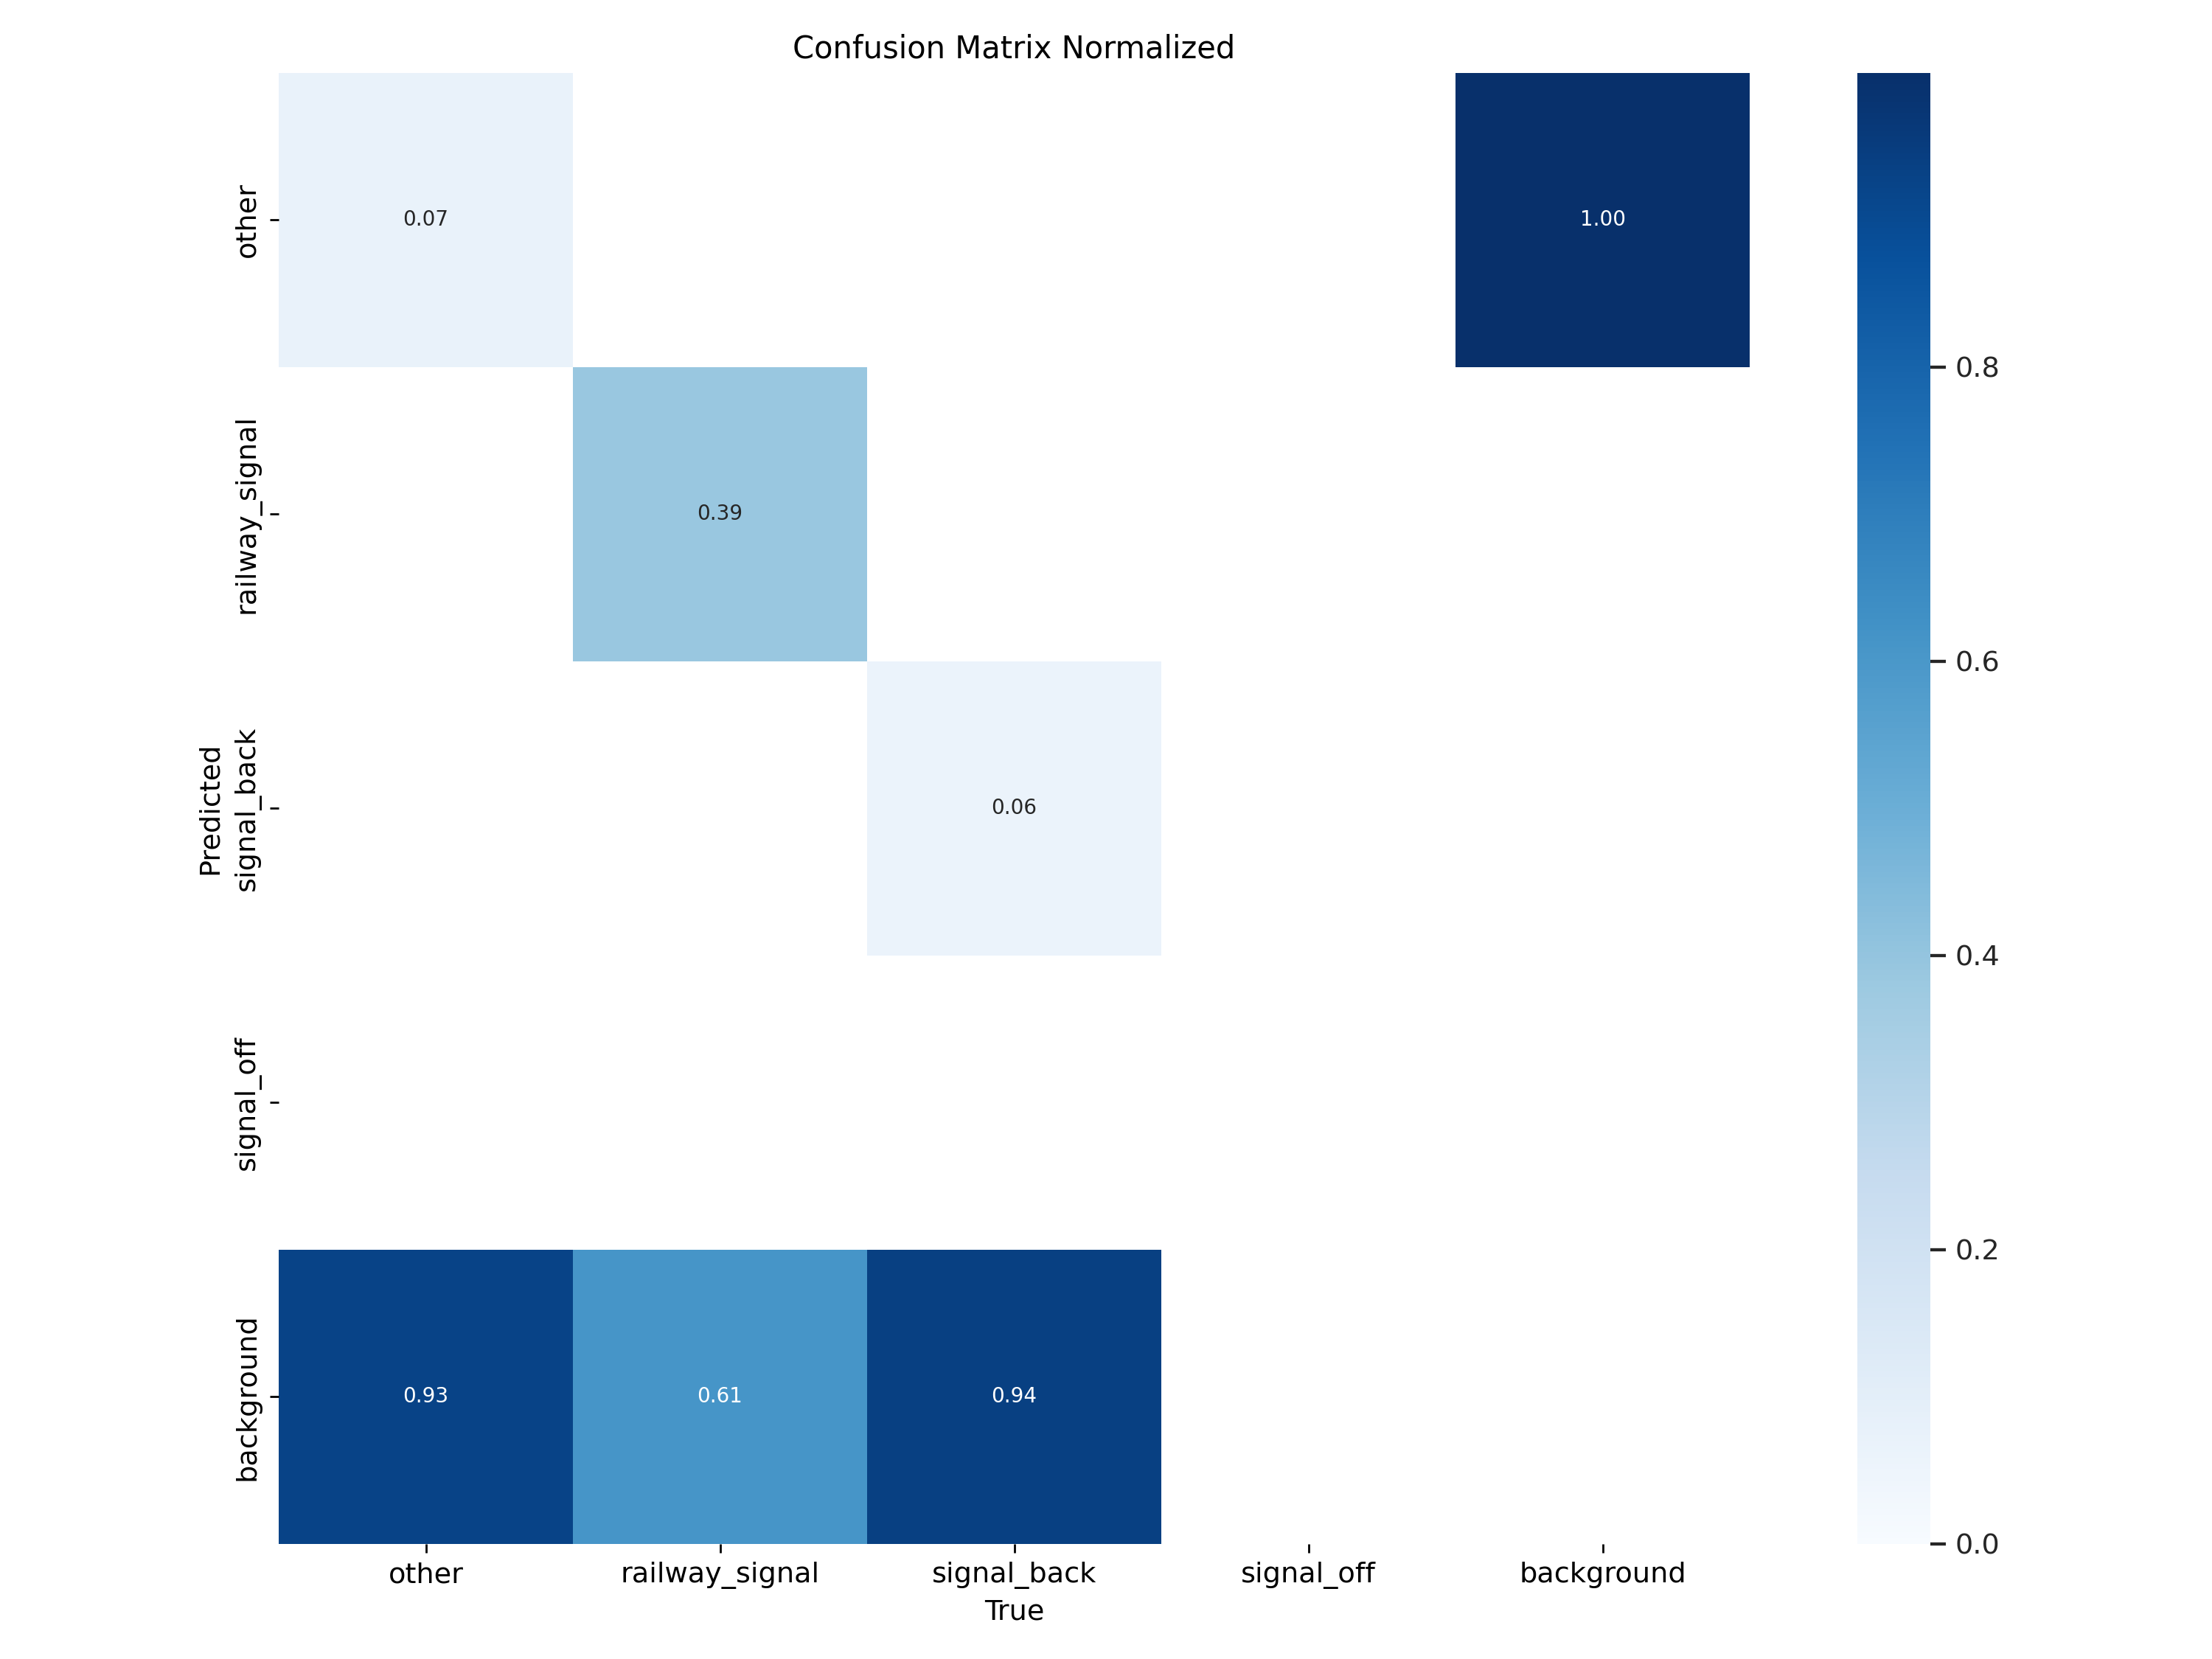 Confusion Matrix Normalized
other
0.07
1.00
railway_signal
0.39
signal_back
0.06
signal_off
background
0.93
0.61
0.94
Predicted
other
railway_signal
signal_back
signal_off
background
True
0.8
0.6
0.4
0.2
0.0